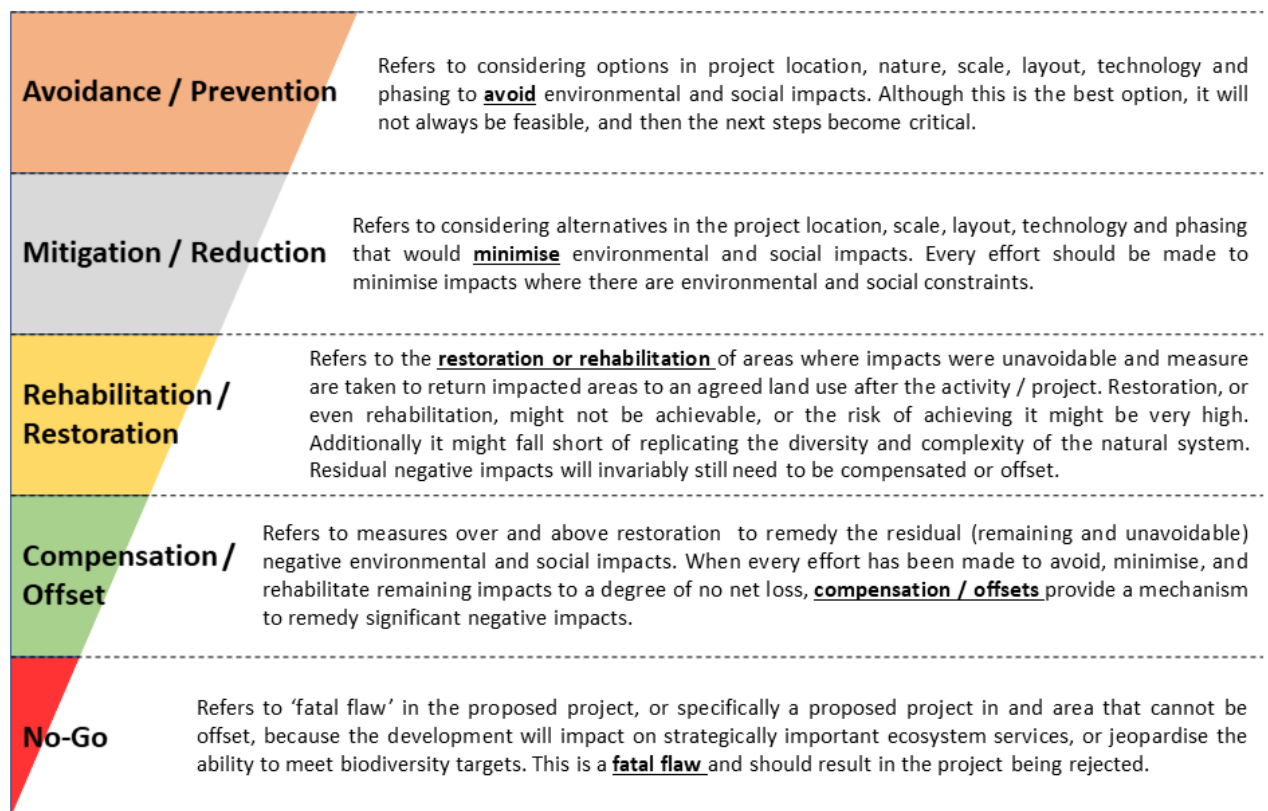 Avoidance / Prevention
Refers to considering options in project location, nature, scale, layout, technology and
phasing to avoid environmental and social impacts. Although this is the best option, it will
not always be feasible, and then the next steps become critical.
Mitigation / Reduction
Refers to considering alternatives in the project location, scale, layout, technology and phasing
that would minimise environmental and social impacts. Every effort should be made to
minimise impacts where there are environmental and social constraints.
Rehabilitation /
Restoration
Refers to the restoration or rehabilitation of areas where impacts were unavoidable and measure
are taken to return impacted areas to an agreed land use after the activity / project. Restoration, or
even rehabilitation, might not be achievable, or the risk of achieving it might be very high.
Additionally it might fall short of replicating the diversity and complexity of the natural system.
Residual negative impacts will invariably still need to be compensated or offset.
Compensation /
Offset
Refers to measures over and above restoration to remedy the residual (remaining and unavoidable)
negative environmental and social impacts. When every effort has been made to avoid, minimise, and
rehabilitate remaining impacts to a degree of no net loss, compensation / offsets provide a mechanism
to remedy significant negative impacts.
No-Go
Refers to ‘fatal flaw’ in the proposed project, or specifically a proposed project in and area that cannot be
offset, because the development will impact on strategically important ecosystem services, or jeopardise the
ability to meet biodiversity targets. This is a fatal flaw and should result in the project being rejected.